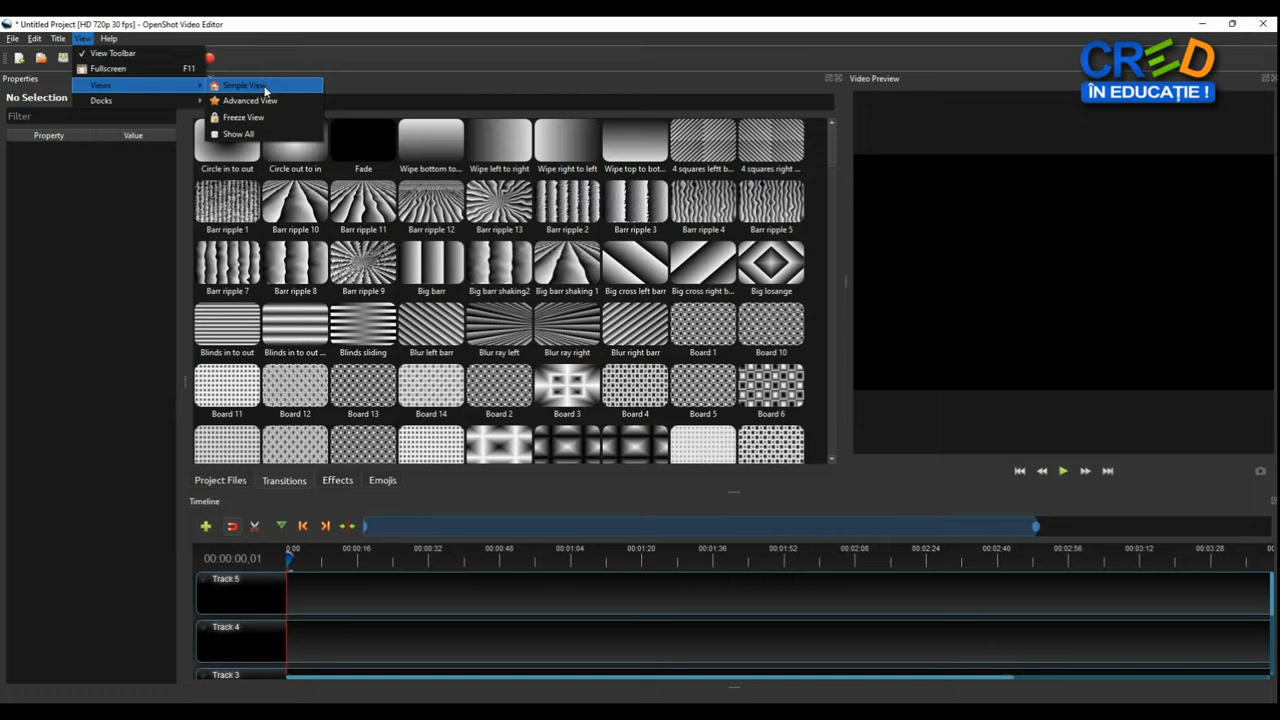 * Untitled Project [HD 720p 30 fps] - OpenShot Video Editor
File Edit Title View Help
View Toolbar
Fullscreen F11
Views
Docks
Simple View
Advanced View
Freeze View
Show All
CRED
ÎN EDUCAȚIE!
Properties
Video Preview
No Selection
Filter
Property Value
Circle in to out Circle out to in Fade Wipe bottom to... Wipe left to right Wipe right to left Wipe top to bot... 4 squares leftt b... 4 squares right ...
Barr ripple 1 Barr ripple 10 Barr ripple 11 Barr ripple 12 Barr ripple 13 Barr ripple 2 Barr ripple 3 Barr ripple 4 Barr ripple 5
Barr ripple 7 Barr ripple 8 Barr ripple 9 Big barr Big barr shaking2 Big barr shaking 1 Big cross left barr Big cross right b... Big losange
Blinds in to out Blinds in to out ... Blinds sliding Blur left barr Blur ray left Blur ray right Blur right barr Board 1 Board 10
Board 11 Board 12 Board 13 Board 14 Board 2 Board 3 Board 4 Board 5 Board 6
Project Files Transitions Effects Emojis
Timeline
00:00:00,01
0,00 00:00:16 00:00:32 00:00:48 00:01:04 00:01:20 00:01:36 00:01:52 00:02:08 00:02:24 00:02:40 00:02:56 00:03:12 00:03:28
Track 5
Track 4
Track 3